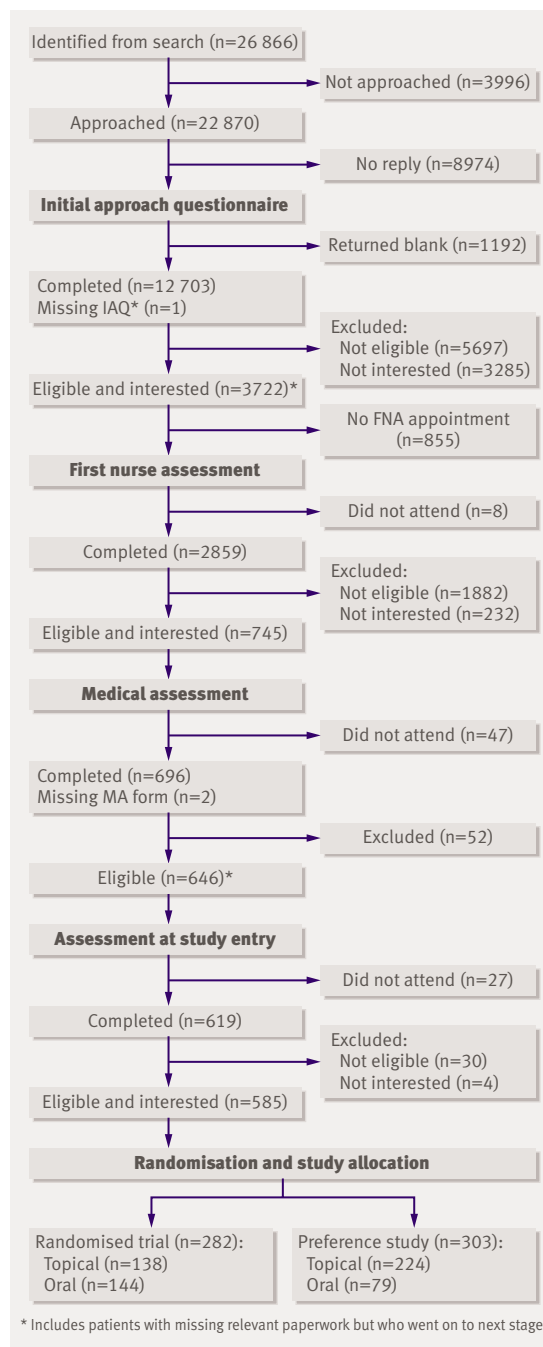 Identified from search (n=26 866)
Not approached (n=3996)
Approached (n=22 870)
No reply (n=8974)
Initial approach questionnaire
Returned blank (n=1192)
Completed (n=12 703)
Missing IAQ* (n=1)
Excluded:
Not eligible (n=5697)
Not interested (n=3285)
Eligible and interested (n=3722)*
No FNA appointment
(n=855)
First nurse assessment
Did not attend (n=8)
Completed (n=2859)
Excluded:
Not eligible (n=1882)
Not interested (n=232)
Eligible and interested (n=745)
Medical assessment
Did not attend (n=47)
Completed (n=696)
Missing MA form (n=2)
Excluded (n=52)
Eligible (n=646)*
Assessment at study entry
Did not attend (n=27)
Completed (n=619)
Excluded:
Not eligible (n=30)
Not interested (n=4)
Eligible and interested (n=585)
Randomisation and study allocation
Randomised trial (n=282):
Topical (n=138)
Oral (n=144)
Preference study (n=303):
Topical (n=224)
Oral (n=79)
* Includes patients with missing relevant paperwork but who went on to next stage